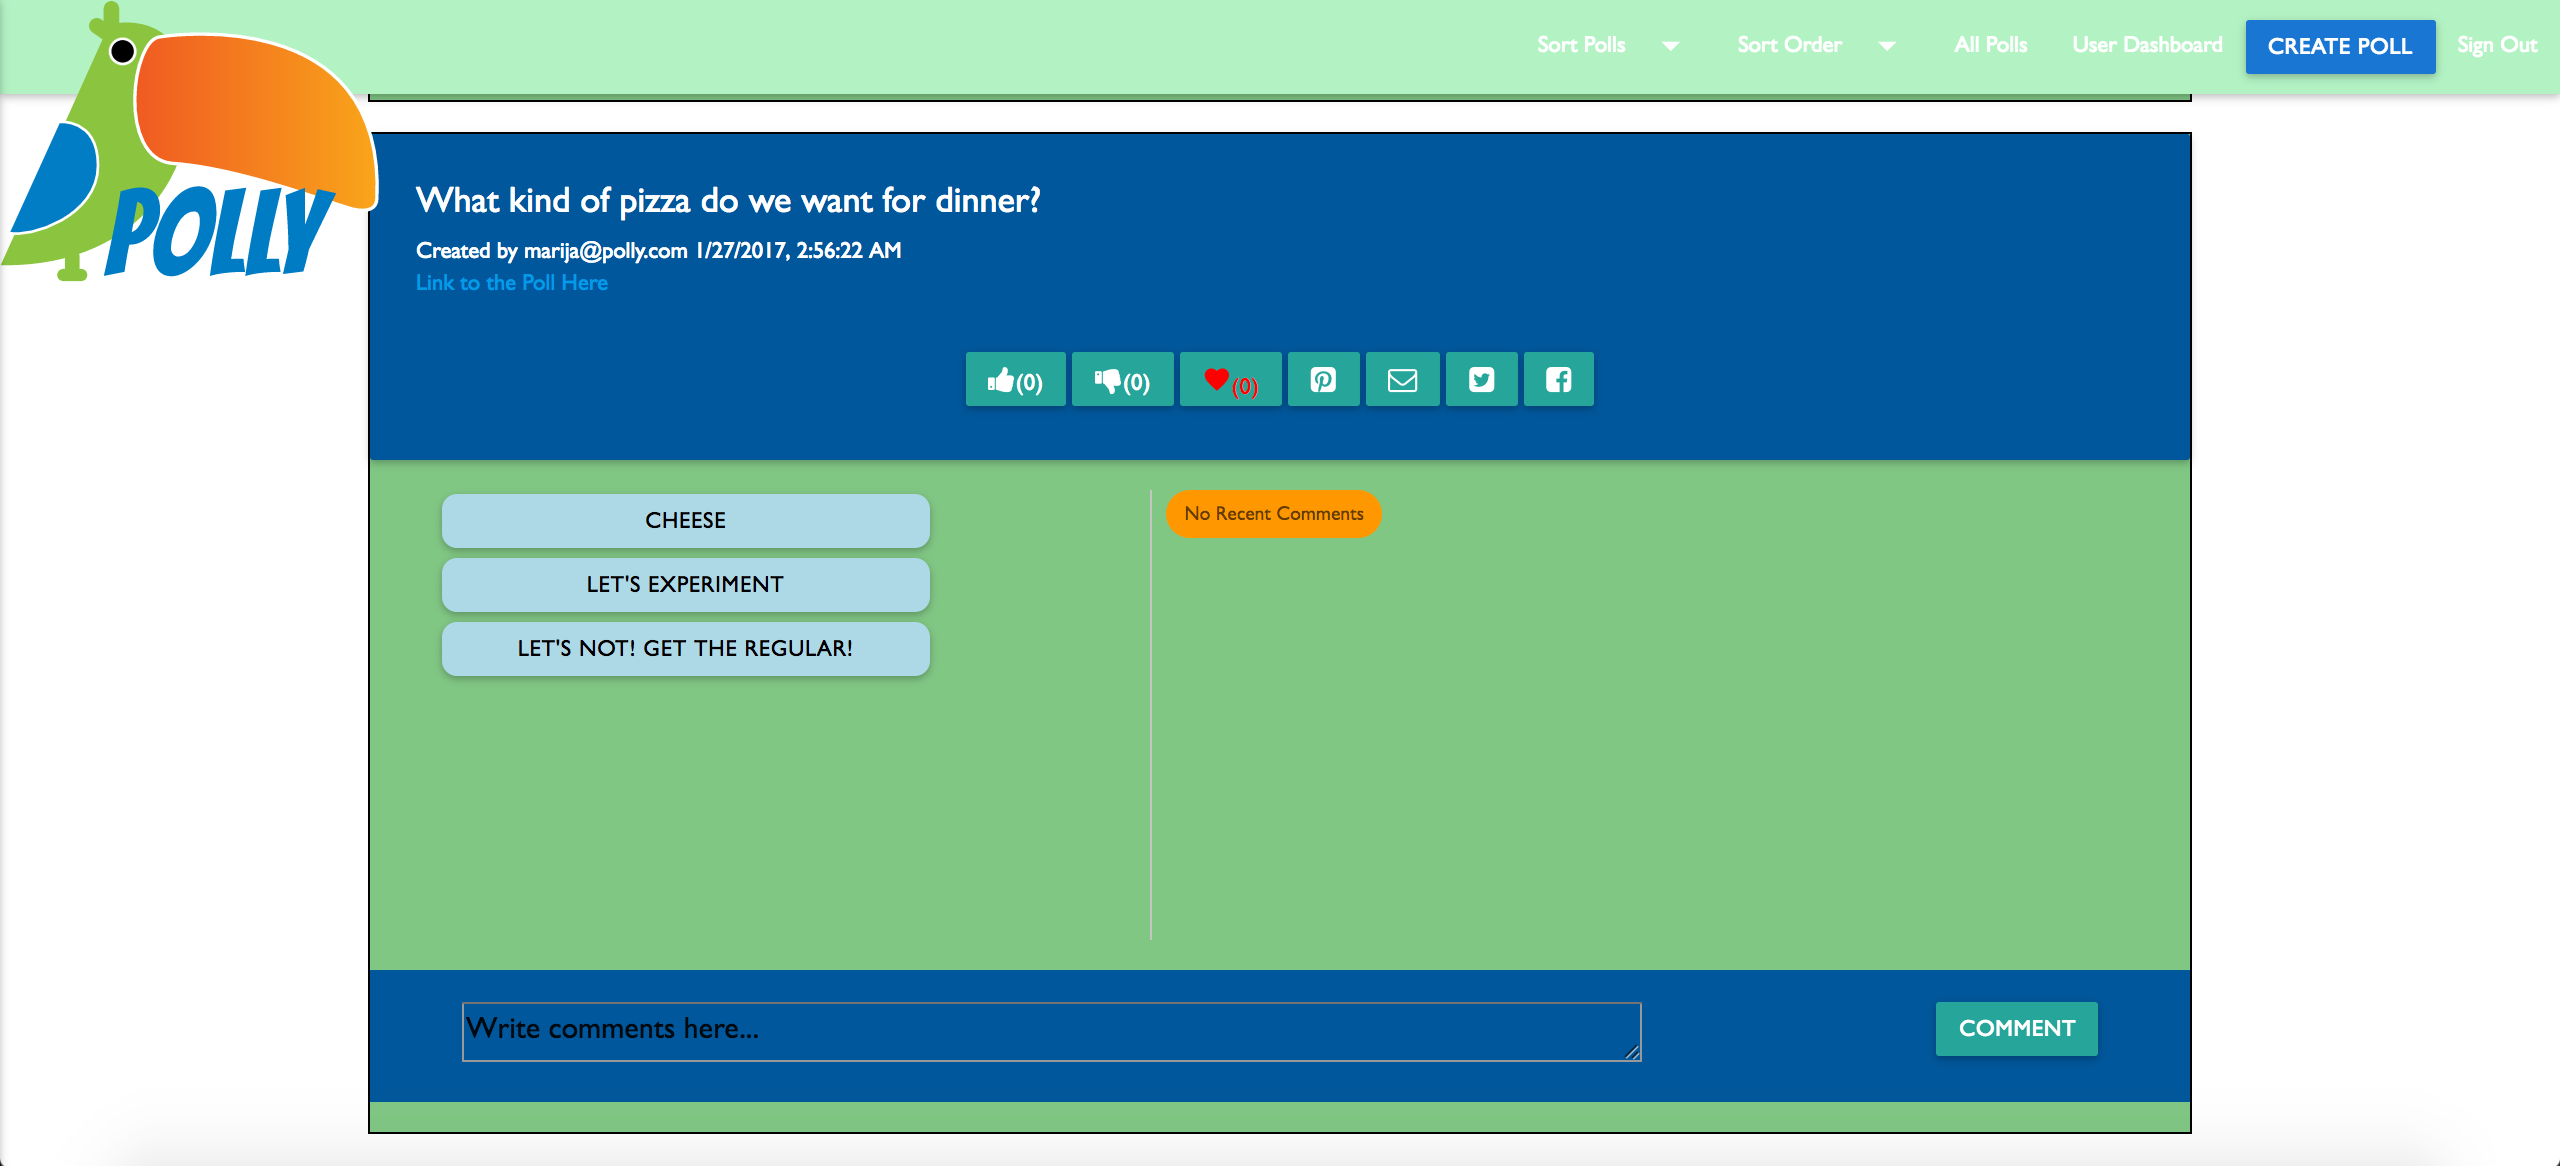 Sort Polls Sort Order All Polls User Dashboard CREATE POLL Sign Out
POLLY
What kind of pizza do we want for dinner?
Created by marija@polly.com 1/27/2017, 2:56:22 AM
Link to the Poll Here
(0) (0) (0)
CHEESE
LET'S EXPERIMENT
LET'S NOT! GET THE REGULAR!
No Recent Comments
Write comments here...
COMMENT